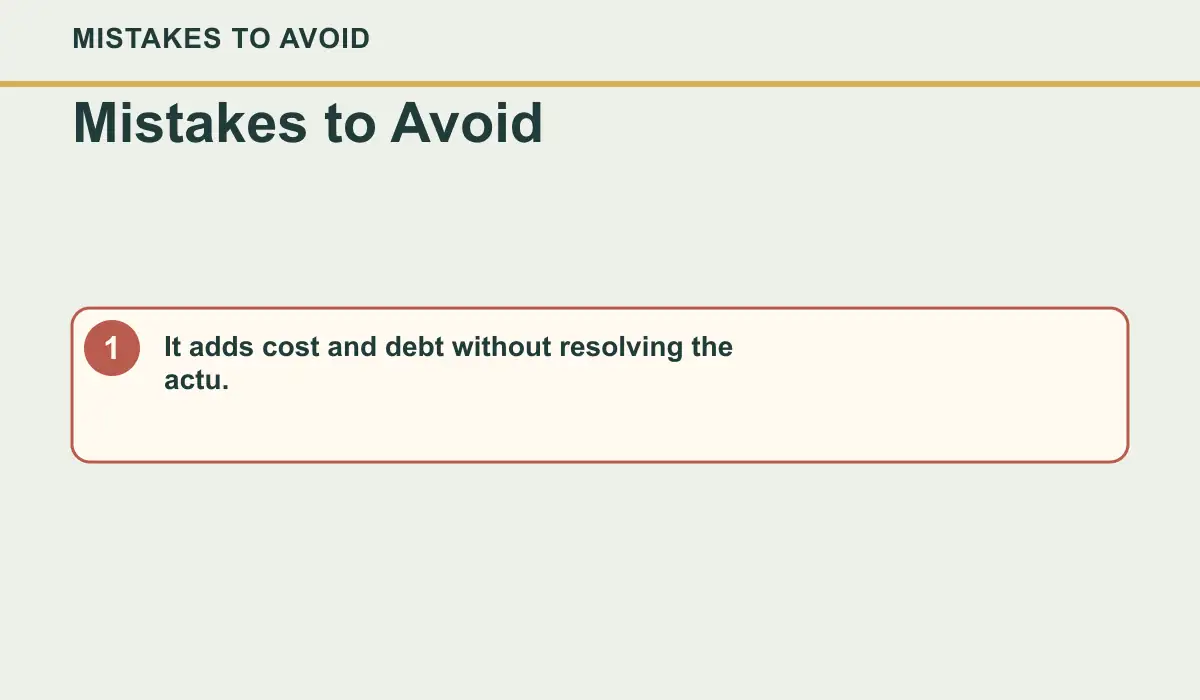 MISTAKES TO AVOID
Mistakes to Avoid
1
It adds cost and debt without resolving the
actu.